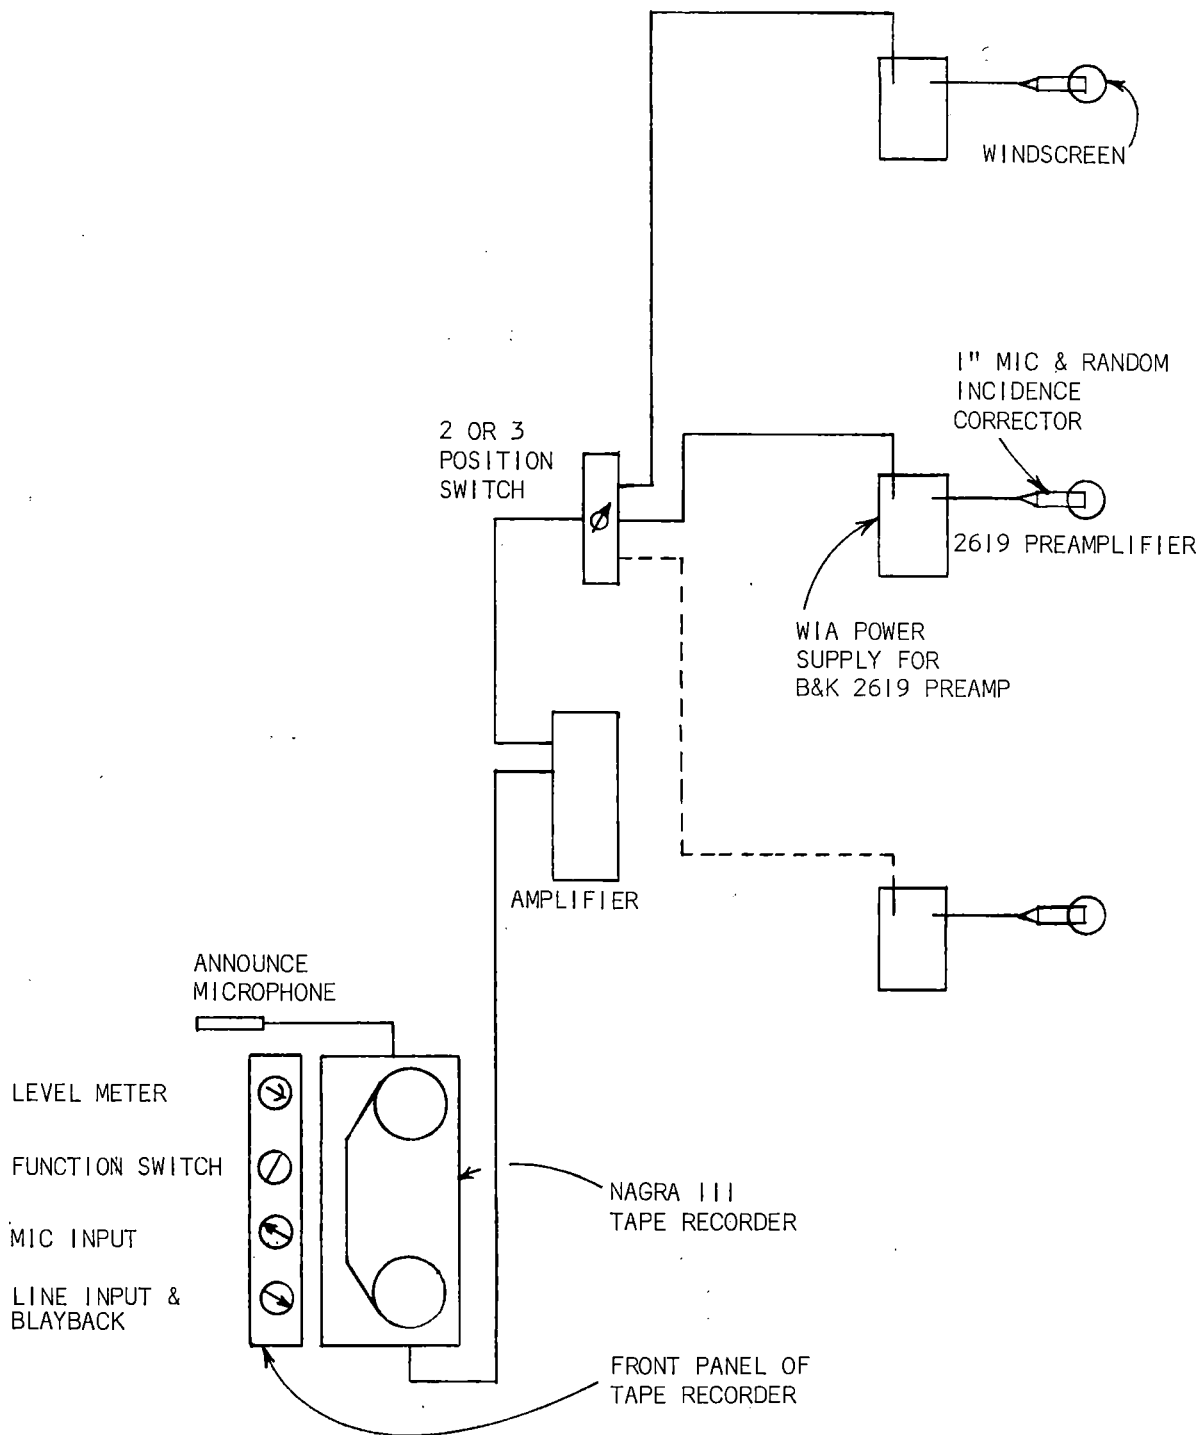 WINDSCREEN
1" MIC & RANDOM
INCIDENCE
CORRECTOR
2 OR 3
POSITION
SWITCH
2619 PREAMPLIFIER
WIA POWER
SUPPLY FOR
B&K 2619 PREAMP
AMPLIFIER
ANNOUNCE
MICROPHONE
LEVEL METER
FUNCTION SWITCH
MIC INPUT
LINE INPUT &
BLAYBACK
NAGRA III
TAPE RECORDER
FRONT PANEL OF
TAPE RECORDER